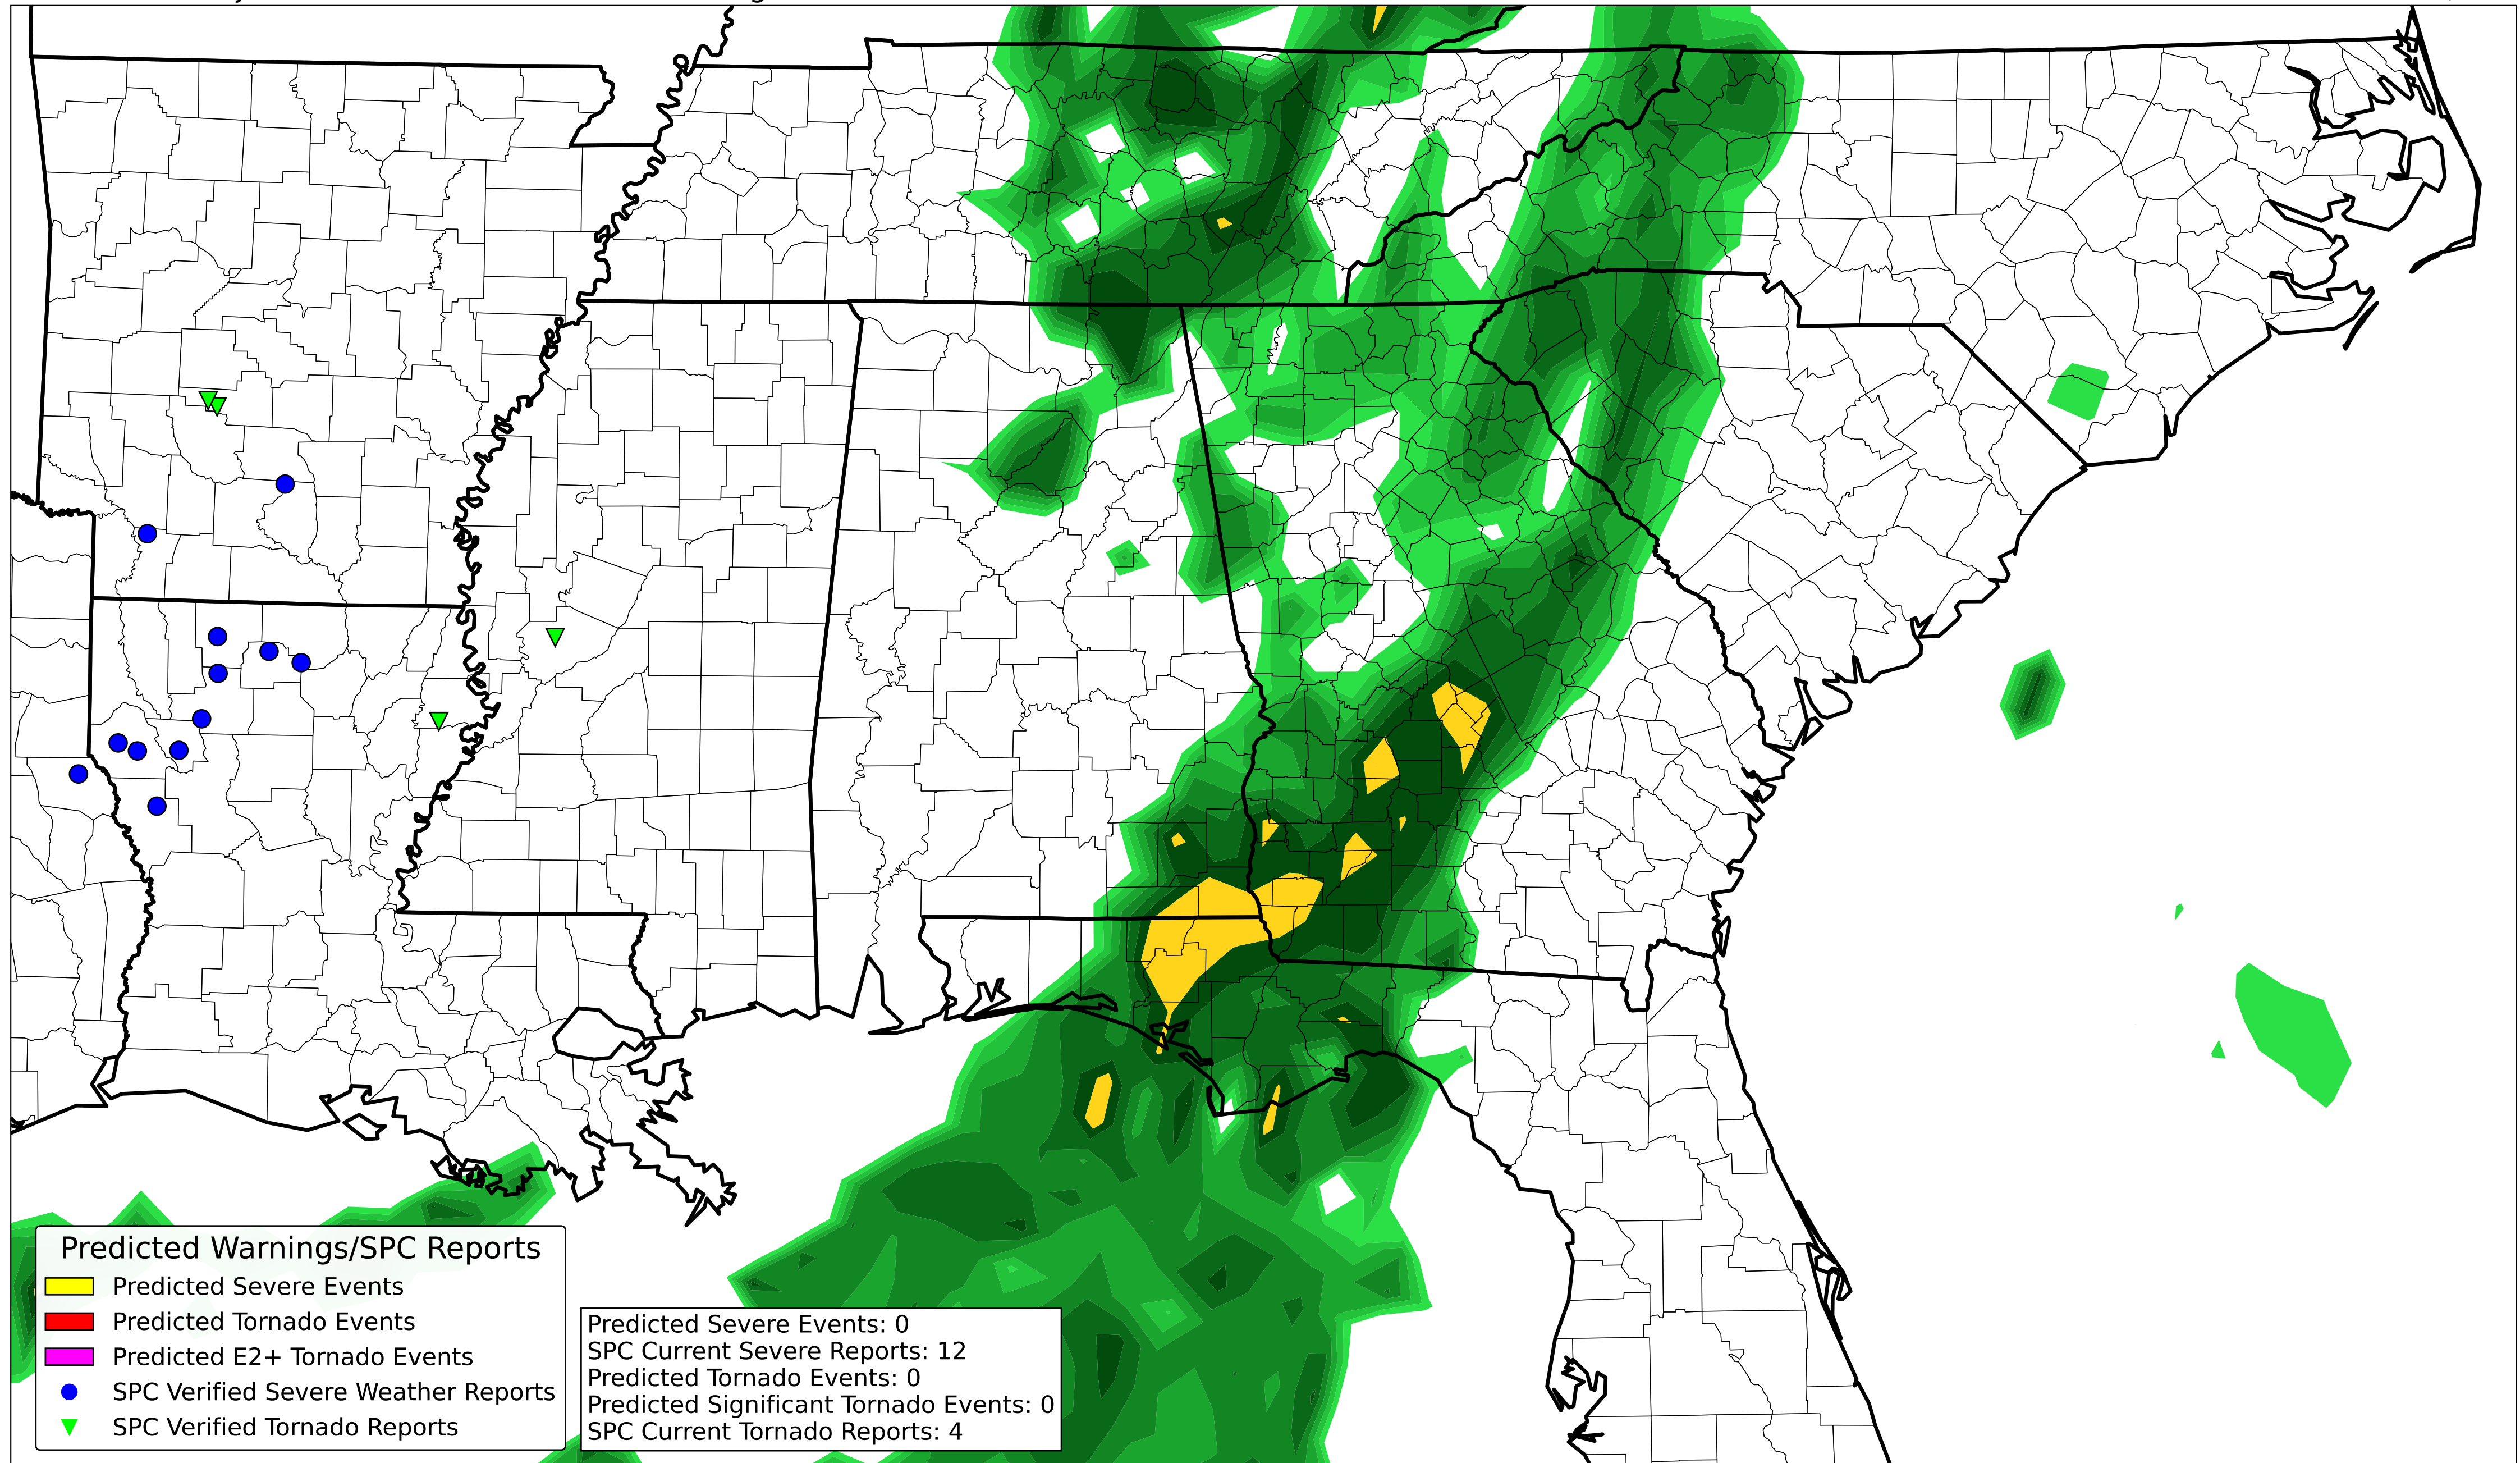 Predicted Warnings/SPC Reports
Predicted Severe Events
Predicted Tornado Events
Predicted E2+ Tornado Events
SPC Verified Severe Weather Reports
SPC Verified Tornado Reports
Predicted Severe Events: 0
SPC Current Severe Reports: 12
Predicted Tornado Events: 0
Predicted Significant Tornado Events: 0
SPC Current Tornado Reports: 4